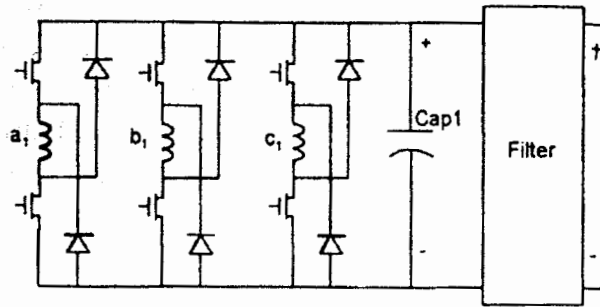 +
+
a₁
b₁
c₁
Cap1
Filter
-
-